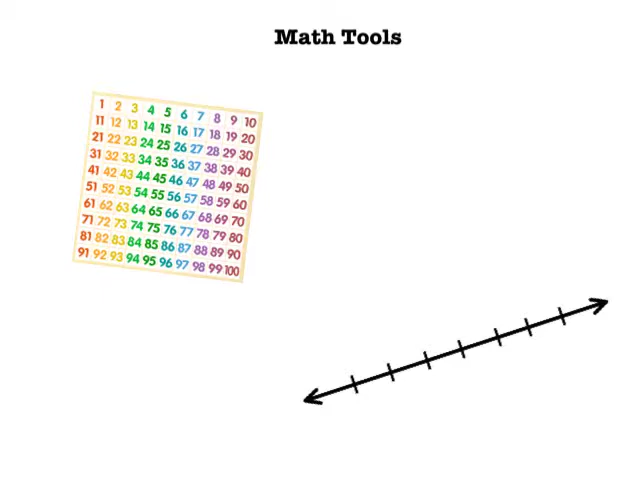 Math Tools
1 2 3 4 5 6 7 8 9 10
11 12 13 14 15 16 17 18 19 20
21 22 23 24 25 26 27 28 29 30
31 32 33 34 35 36 37 38 39 40
41 42 43 44 45 46 47 48 49 50
51 52 53 54 55 56 57 58 59 60
61 62 63 64 65 66 67 68 69 70
71 72 73 74 75 76 77 78 79 80
81 82 83 84 85 86 87 88 89 90
91 92 93 94 95 96 97 98 99 100